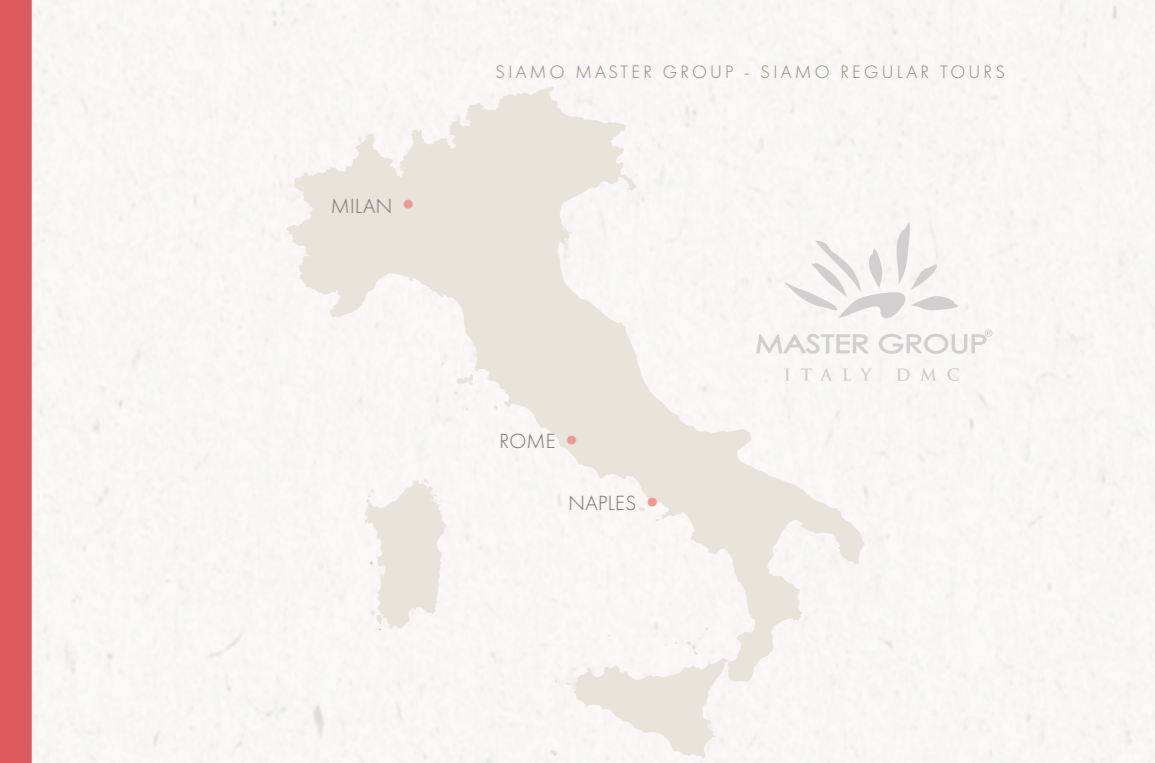 SIAMO MASTER GROUP - SIAMO REGULAR TOURS
MILAN
MASTER GROUP®
ITALY DMC
ROME
NAPLES